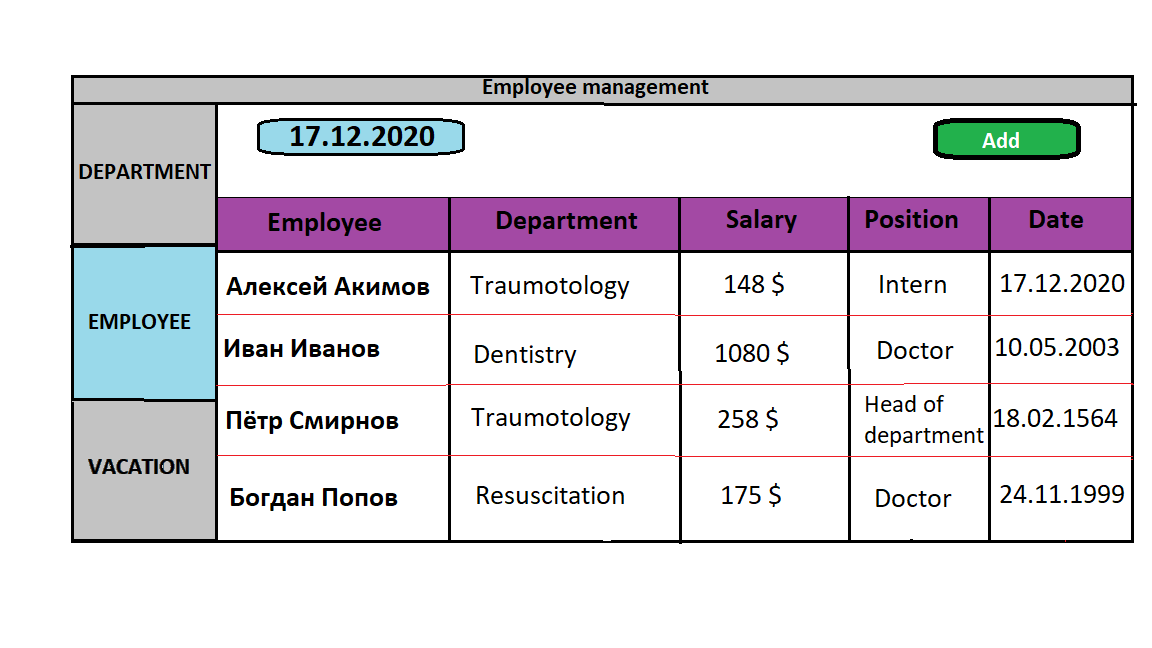 Employee management
DEPARTMENT
17.12.2020
Add
EMPLOYEE
VACATION
Employee Department Salary Position Date
Алексей Акимов Traumotology 148 $ Intern 17.12.2020
Иван Иванов Dentistry 1080 $ Doctor 10.05.2003
Пётр Смирнов Traumotology 258 $ Head of department 18.02.1564
Богдан Попов Resuscitation 175 $ Doctor 24.11.1999